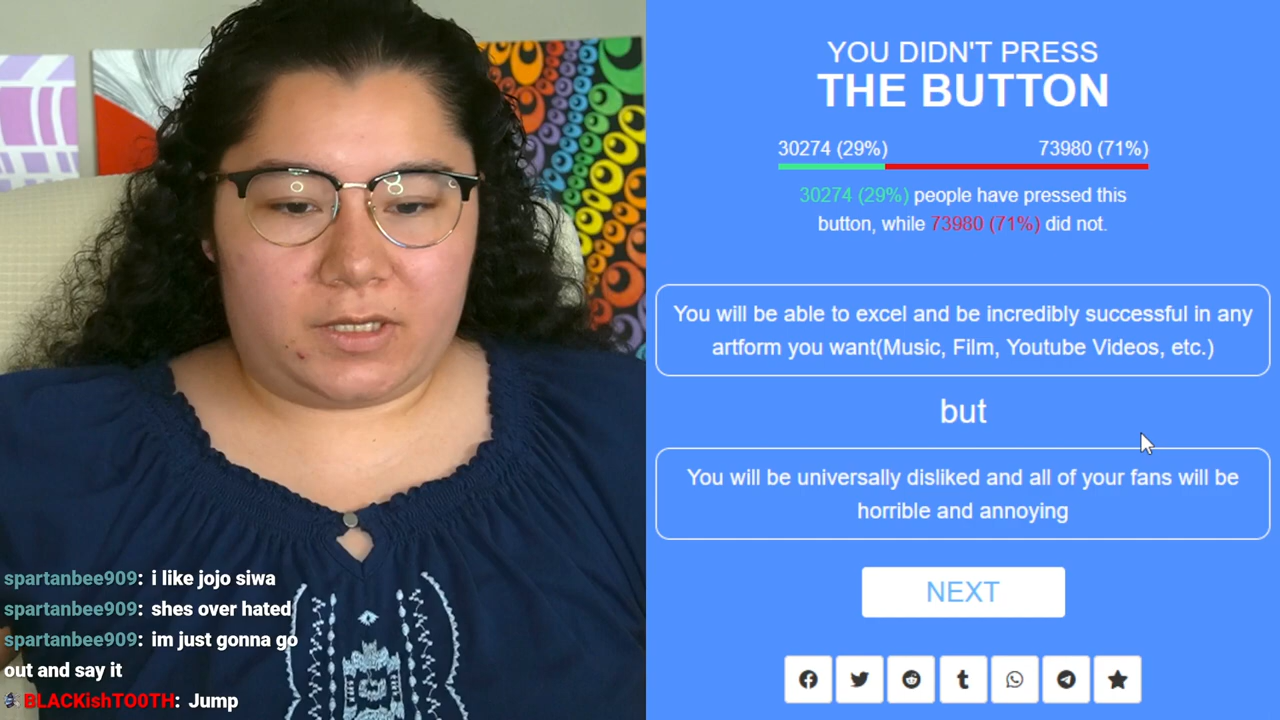 YOU DIDN'T PRESS
THE BUTTON
30274 (29%) 73980 (71%)
30274 (29%) people have pressed this
button, while 73980 (71%) did not.
You will be able to excel and be incredibly successful in any
artform you want(Music, Film, Youtube Videos, etc.)
but
You will be universally disliked and all of your fans will be
horrible and annoying
NEXT
spartanbee909: i like jojo siwa
spartanbee909: shes over hated
spartanbee909: im just gonna go
out and say it
BLACKishTOOTH: Jump